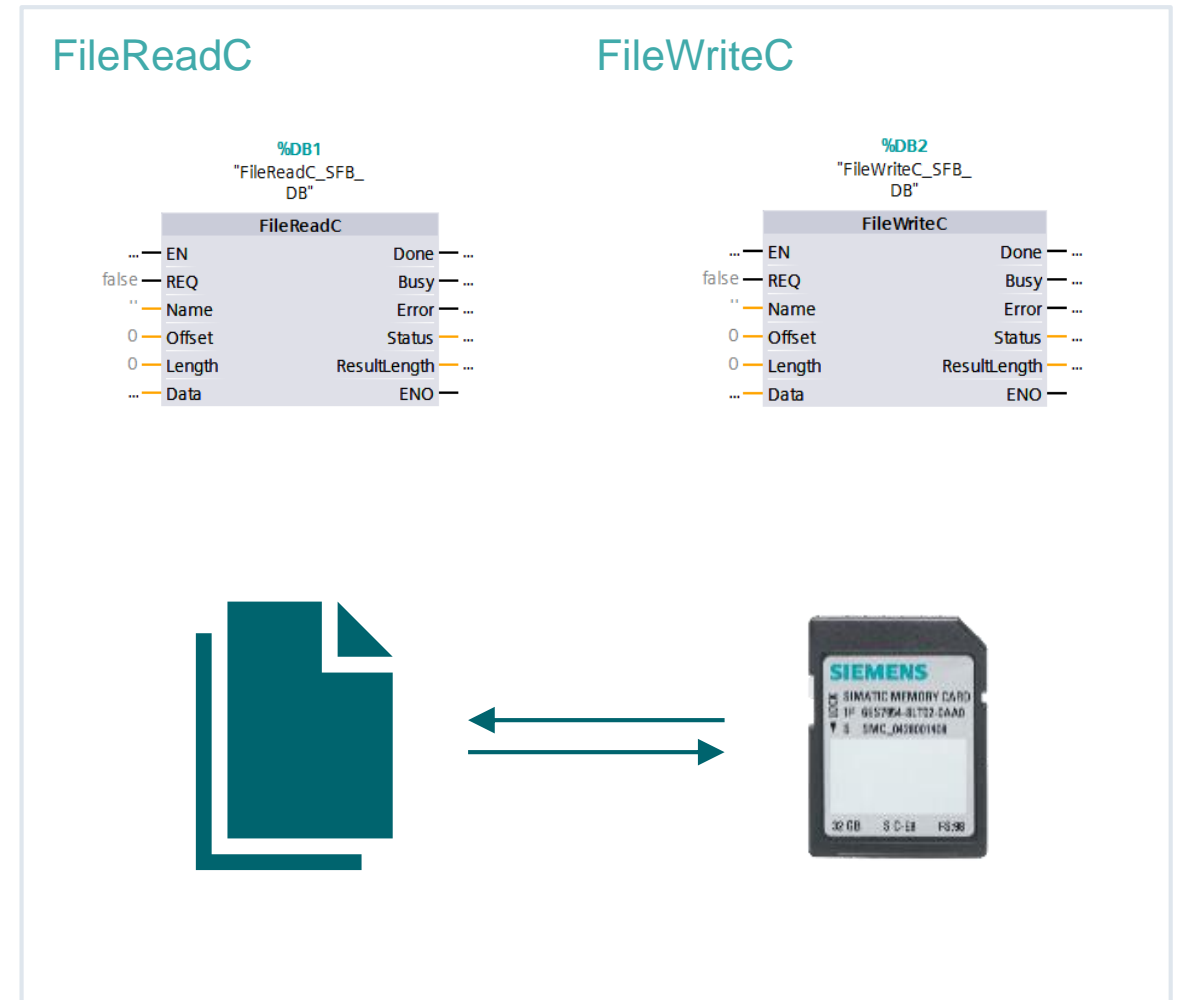 FileReadC
FileWriteC
%DB1
"FileReadC_SFB_
DB"
FileReadC
... EN Done ...
false REQ Busy ...
'' Name Error ...
0 Offset Status ...
0 Length ResultLength ...
... Data ENO
%DB2
"FileWriteC_SFB_
DB"
FileWriteC
... EN Done ...
false REQ Busy ...
'' Name Error ...
0 Offset Status ...
0 Length ResultLength ...
... Data ENO
SIEMENS
LOCK
SIMATIC MEMORY CARD
32 GB